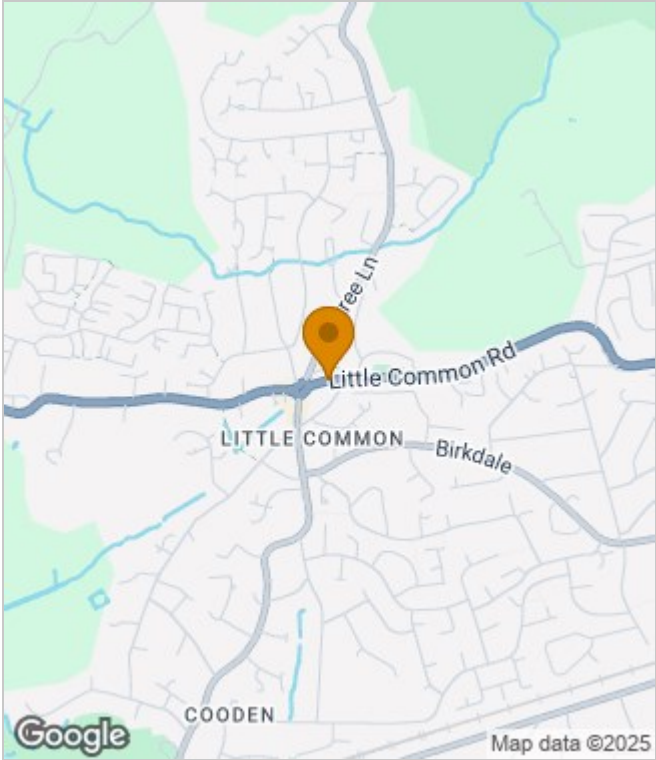 ree Ln
Little Common Rd
LITTLE COMMON
Birkdale
COODEN
Google
Map data ©2025